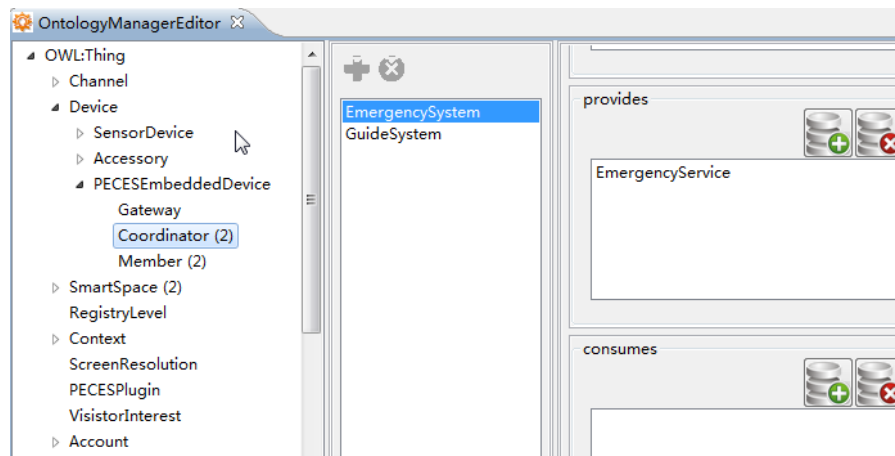 OntologyManagerEditor
OWL:Thing
Channel
Device
SensorDevice
Accessory
PECESEmbeddedDevice
Gateway
Coordinator (2)
Member (2)
SmartSpace (2)
RegistryLevel
Context
ScreenResolution
PECESPlugin
VisistorInterest
Account
EmergencySystem
GuideSystem
provides
EmergencyService
consumes